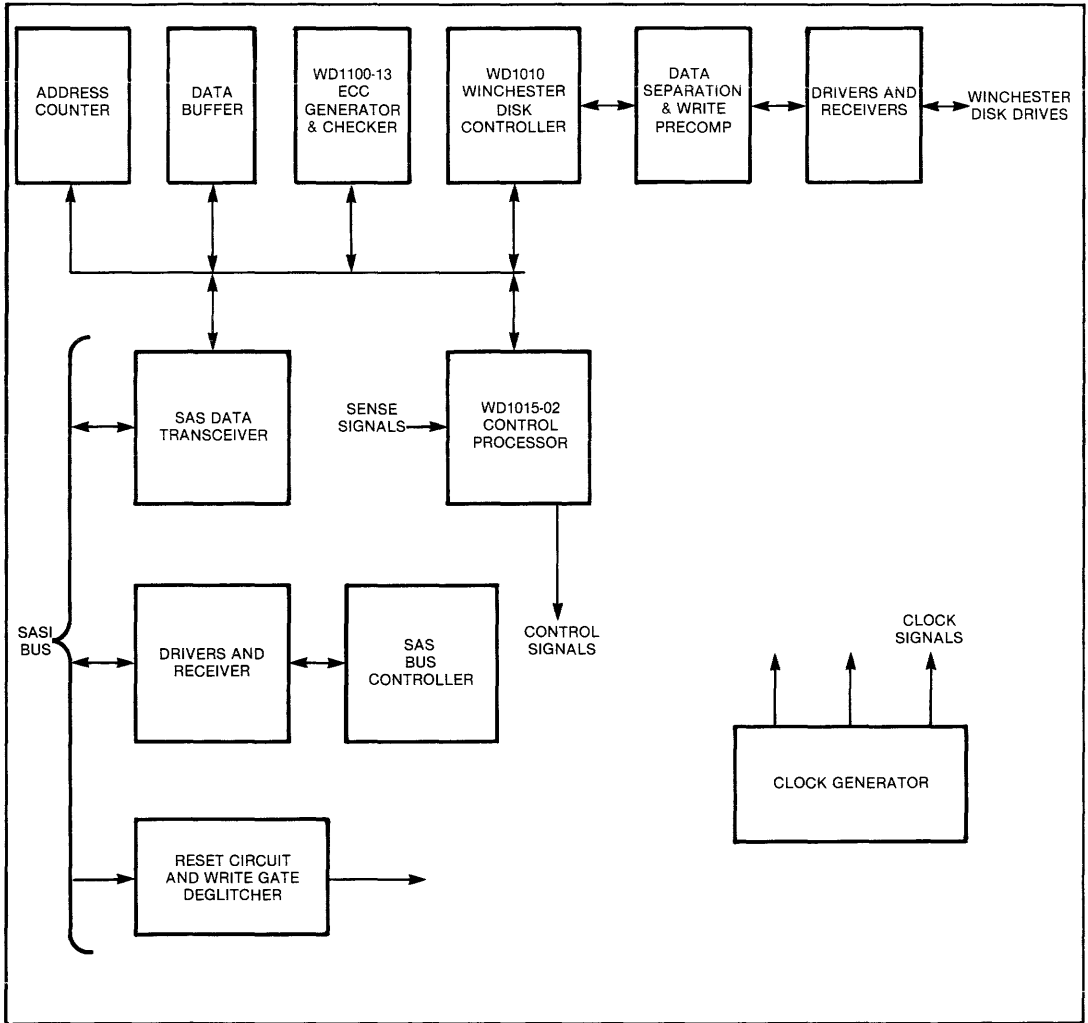 ADDRESS
COUNTER
DATA
BUFFER
WD1100-13
ECC
GENERATOR
& CHECKER
WD1010
WINCHESTER
DISK
CONTROLLER
DATA
SEPARATION
& WRITE
PRECOMP
DRIVERS AND
RECEIVERS
WINCHESTER
DISK DRIVES
SAS DATA
TRANSCEIVER
SENSE
SIGNALS
WD1015-02
CONTROL
PROCESSOR
SASI
BUS
DRIVERS AND
RECEIVER
SAS
BUS
CONTROLLER
CONTROL
SIGNALS
CLOCK
SIGNALS
CLOCK GENERATOR
RESET CIRCUIT
AND WRITE GATE
DEGLITCHER